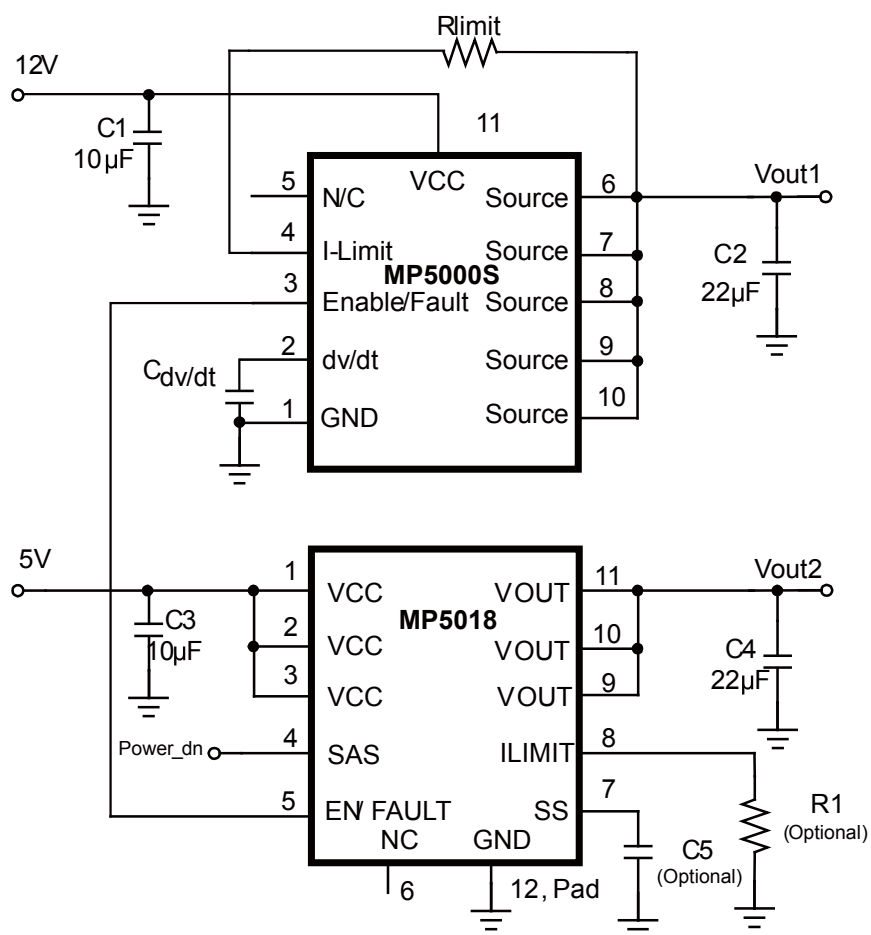 Rlimit
12V
11
C1
10µF
VCC
5
N/C
Source
6
Vout1
4
I-Limit
Source
7
C2
22µF
MP5000S
3
Enable/Fault
Source
8
2
dv/dt
Source
9
Cdv/dt
1
GND
Source
10
5V
1
VCC
VOUT
11
Vout2
MP5018
C3
10µF
2
VCC
VOUT
10
C4
22µF
3
VCC
VOUT
9
Power_dn
4
SAS
ILIMIT
8
5
EN/ FAULT
SS
7
R1
(Optional)
NC
GND
C5
(Optional)
6
12, Pad